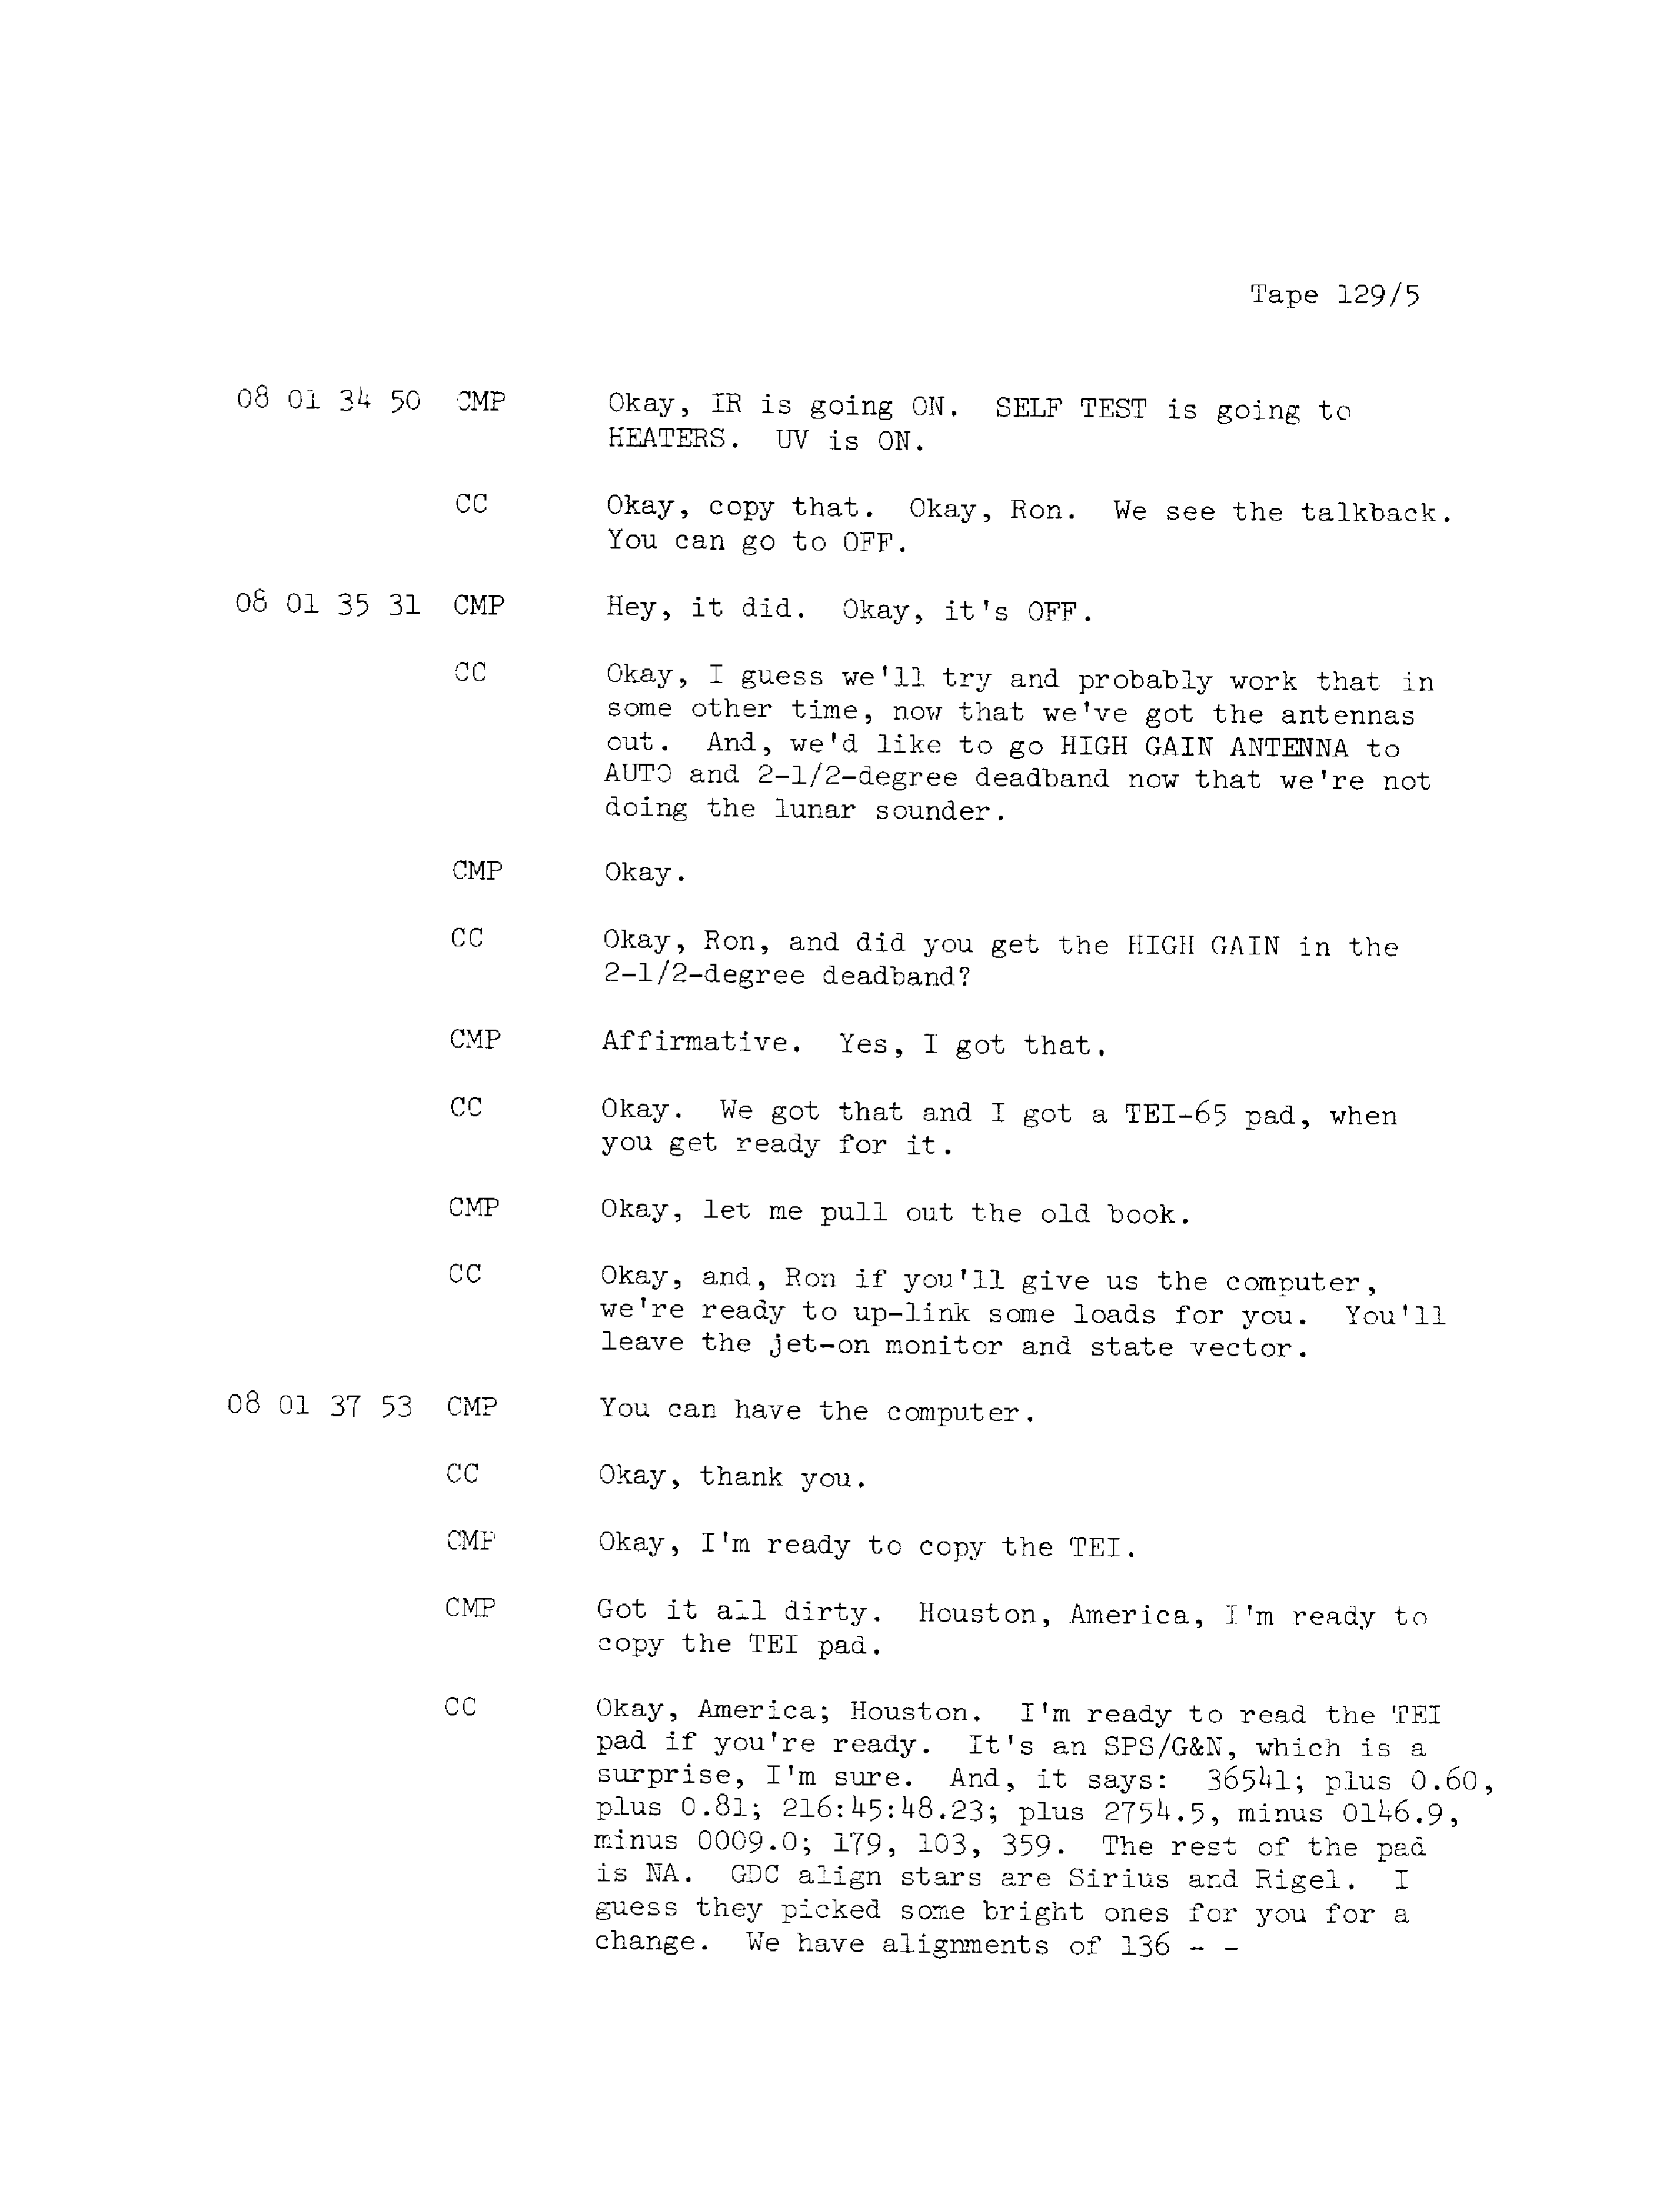 Tape 129/5
08 01 34 50 CMP Okay, IR is going ON. SELF TEST is going to
HEATERS. UV is ON.
CC Okay, copy that. Okay, Ron. We see the talkback.
You can go to OFF.
08 01 35 31 CMP Hey, it did. Okay, it's OFF.
CC Okay, I guess we'll try and probably work that in
some other time, now that we've got the antennas
out. And, we'd like to go HIGH GAIN ANTENNA to
AUTO and 2-1/2-degree deadband now that we're not
doing the lunar sounder.
CMP Okay.
CC Okay, Ron, and did you get the HIGH GAIN in the
2-1/2-degree deadband?
CMP Affirmative. Yes, I got that.
CC Okay. We got that and I got a TEI-65 pad, when
you get ready for it.
CMP Okay, let me pull out the old book.
CC Okay, and, Ron if you'll give us the computer,
we're ready to up-link some loads for you. You'll
leave the jet-on monitor and state vector.
08 01 37 53 CMP You can have the computer.
CC Okay, thank you.
CMP Okay, I'm ready to copy the TEI.
CMP Got it all dirty. Houston, America, I'm ready to
copy the TEI pad.
CC Okay, America; Houston. I'm ready to read the TEI
pad if you're ready. It's an SPS/G&N, which is a
surprise, I'm sure. And, it says: 36541; plus 0.60,
plus 0.81; 216:45:48.23; plus 2754.5, minus 0146.9,
minus 0009.0; 179, 103, 359. The rest of the pad
is NA. GDC align stars are Sirius and Rigel. I
guess they picked some bright ones for you for a
change. We have alignments of 136 - -